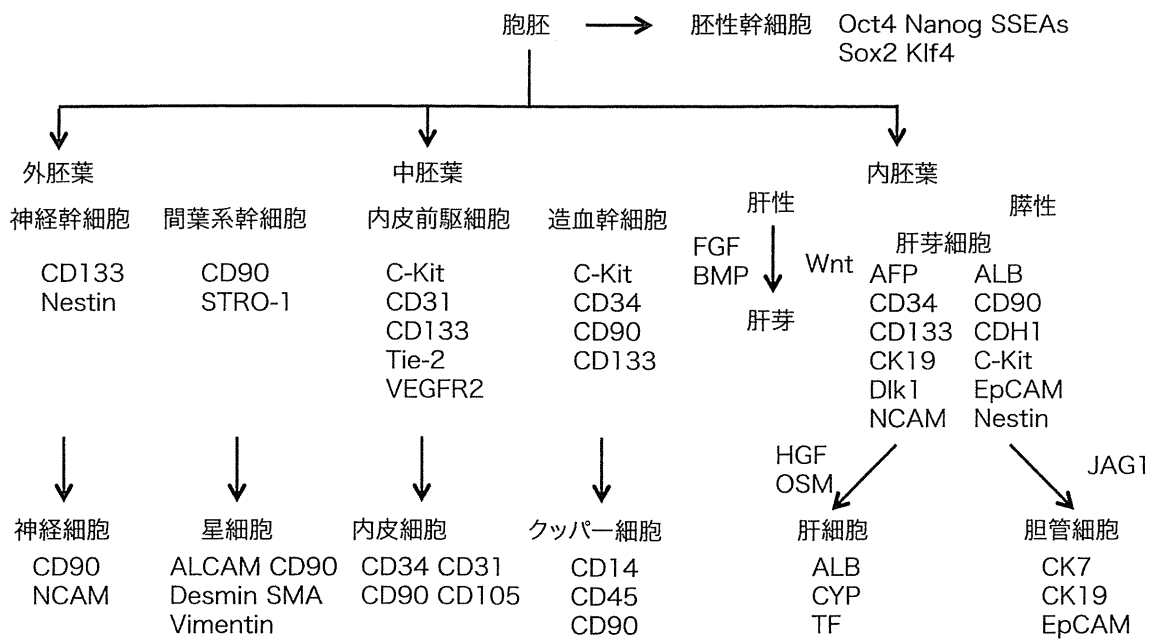 胞胚
胚性幹細胞
Oct4 Nanog SSEAs
Sox2 Klf4
外胚葉
中胚葉
内胚葉
神経幹細胞
CD133
Nestin
間葉系幹細胞
CD90
STRO-1
内皮前駆細胞
C-Kit
CD31
CD133
Tie-2
VEGFR2
造血幹細胞
C-Kit
CD34
CD90
CD133
肝性
FGF
BMP
Wnt
肝芽
膵性
肝芽細胞
AFP
CD34
CD133
CK19
Dlk1
NCAM
ALB
CD90
CDH1
C-Kit
EpCAM
Nestin
HGF
OSM
JAG1
神経細胞
CD90
NCAM
星細胞
ALCAM CD90
Desmin SMA
Vimentin
内皮細胞
CD34 CD31
CD90 CD105
クッパー細胞
CD14
CD45
CD90
肝細胞
ALB
CYP
TF
胆管細胞
CK7
CK19
EpCAM